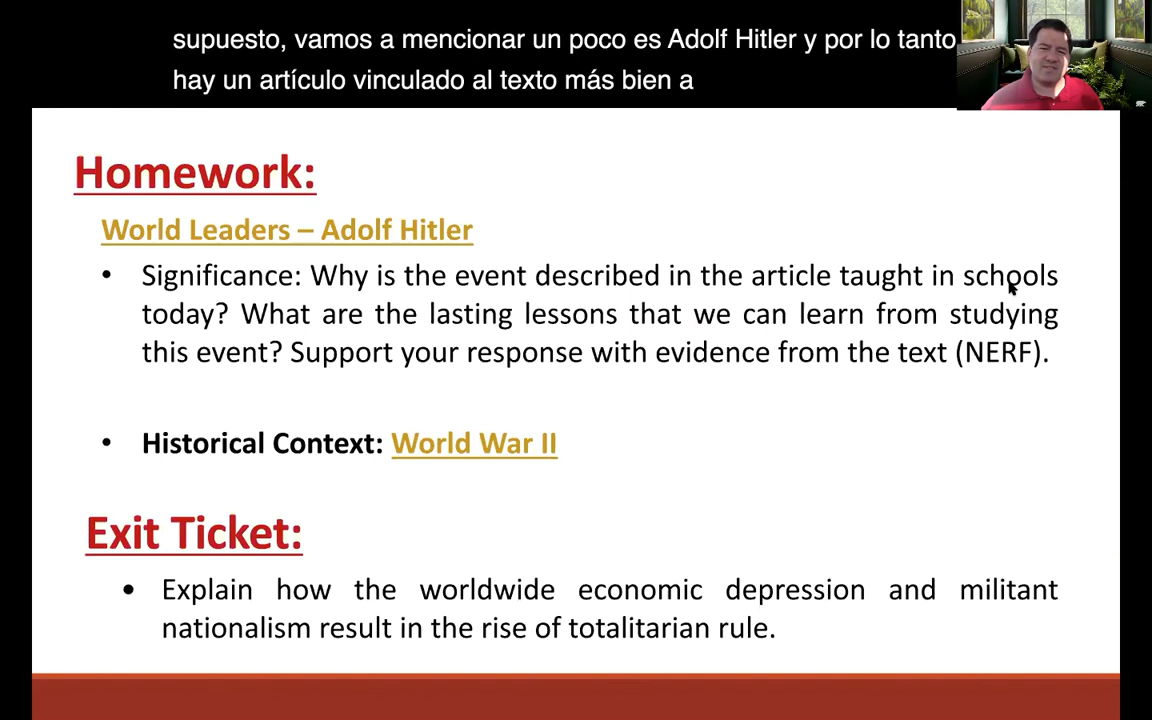 supuesto, vamos a mencionar un poco es Adolf Hitler y por lo tanto
hay un artículo vinculado al texto más bien a
Homework:
World Leaders – Adolf Hitler
• Significance: Why is the event described in the article taught in schools
today? What are the lasting lessons that we can learn from studying
this event? Support your response with evidence from the text (NERF).
• Historical Context: World War II
Exit Ticket:
• Explain how the worldwide economic depression and militant
nationalism result in the rise of totalitarian rule.